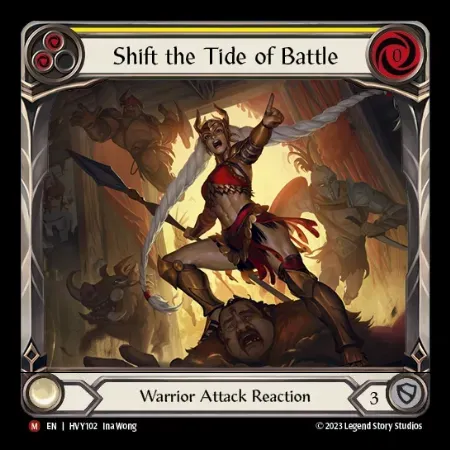 Shift the Tide of Battle
0
Warrior Attack Reaction
3
M EN | HVY102 Ina Wong
© 2023 Legend Story Studios